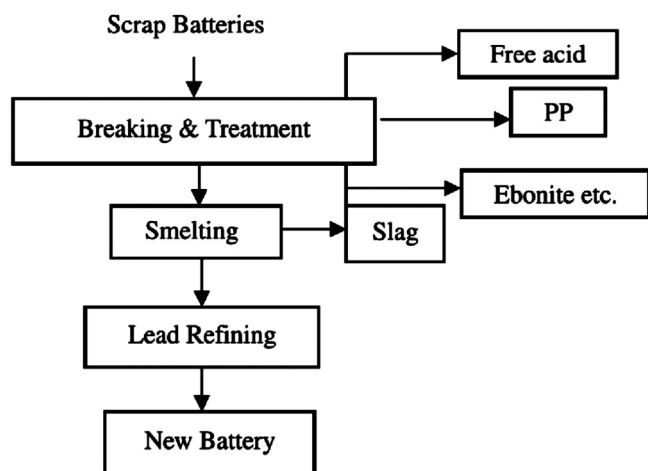 Scrap Batteries
Free acid
Breaking & Treatment
PP
Ebonite etc.
Smelting
Slag
Lead Refining
New Battery